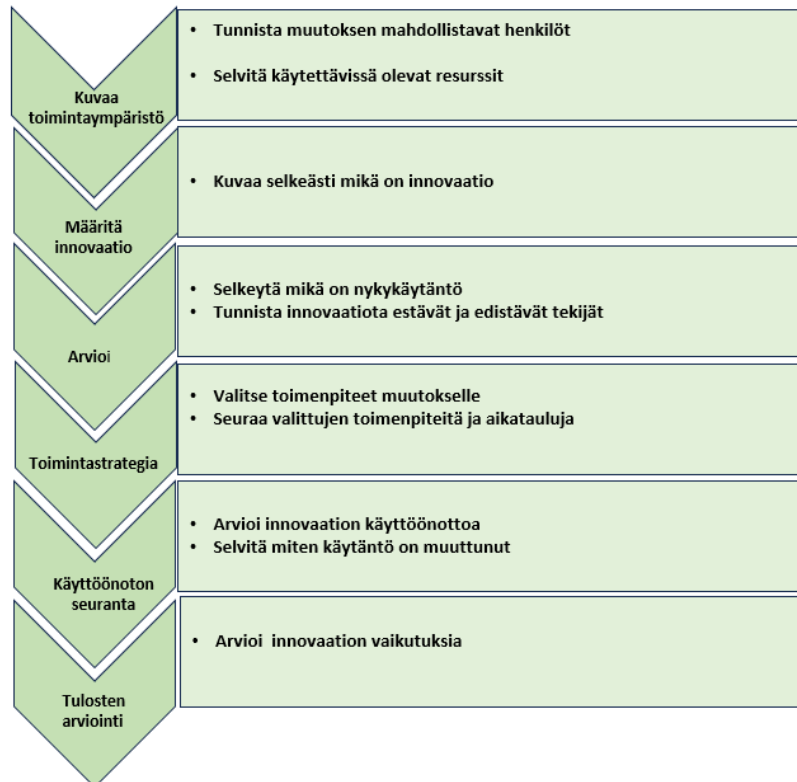 Kuvaa
toimintaympäristö
• Tunnista muutoksen mahdollistavat henkilöt
• Selvitä käytettävissä olevat resurssit
Määritä
innovaatio
• Kuvaa selkeästi mikä on innovaatio
Arvioi
• Selkeytä mikä on nykykäytäntö
• Tunnista innovaatiota estävät ja edistävät tekijät
Toimintastrategia
• Valitse toimenpiteet muutokselle
• Seuraa valittujen toimenpiteitä ja aikatauluja
Käyttöönoton
seuranta
• Arvioi innovaation käyttöönottoa
• Selvitä miten käytäntö on muuttunut
Tulosten
arviointi
• Arvioi innovaation vaikutuksia